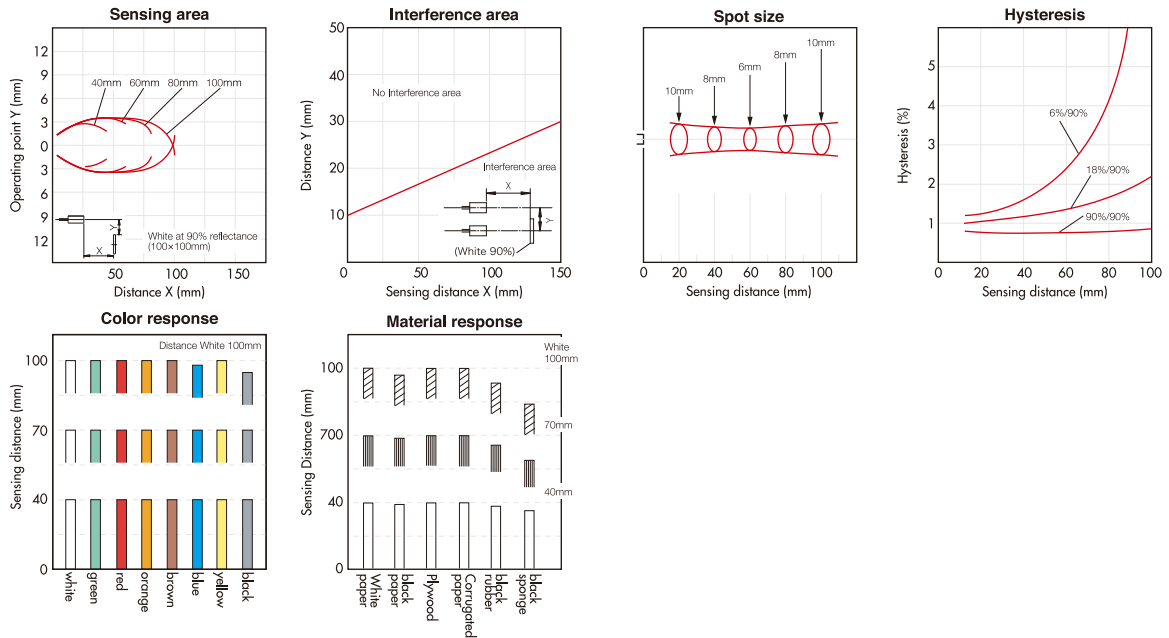 Sensing area
Operating point Y (mm)
12
9
6
3
0
3
6
9
12
40mm
60mm
80mm
100mm
Y
X
White at 90% reflectance
(100×100mm)
50
100
150
Distance X (mm)
Interference area
Distance Y (mm)
50
40
30
20
10
No Interference area
Interference area
X
Y
(White 90%)
0
50
100
150
Sensing distance X (mm)
Spot size
10mm
8mm
6mm
8mm
10mm
0
20
40
60
80
100
120
Sensing distance (mm)
Hysteresis
Hysteresis (%)
5
4
3
2
1
6%/90%
18%/90%
90%/90%
0
20
40
60
80
100
Sensing distance (mm)
Color response
Sensing distance (mm)
Distance White 100mm
100
70
40
0
white
green
red
orange
brown
blue
yellow
black
Material response
Sensing Distance (mm)
White
100mm
100
70mm
700
40mm
40
0
White
paper
black
paper
Plywood
Corrugated
paper
black
rubber
black
sponge